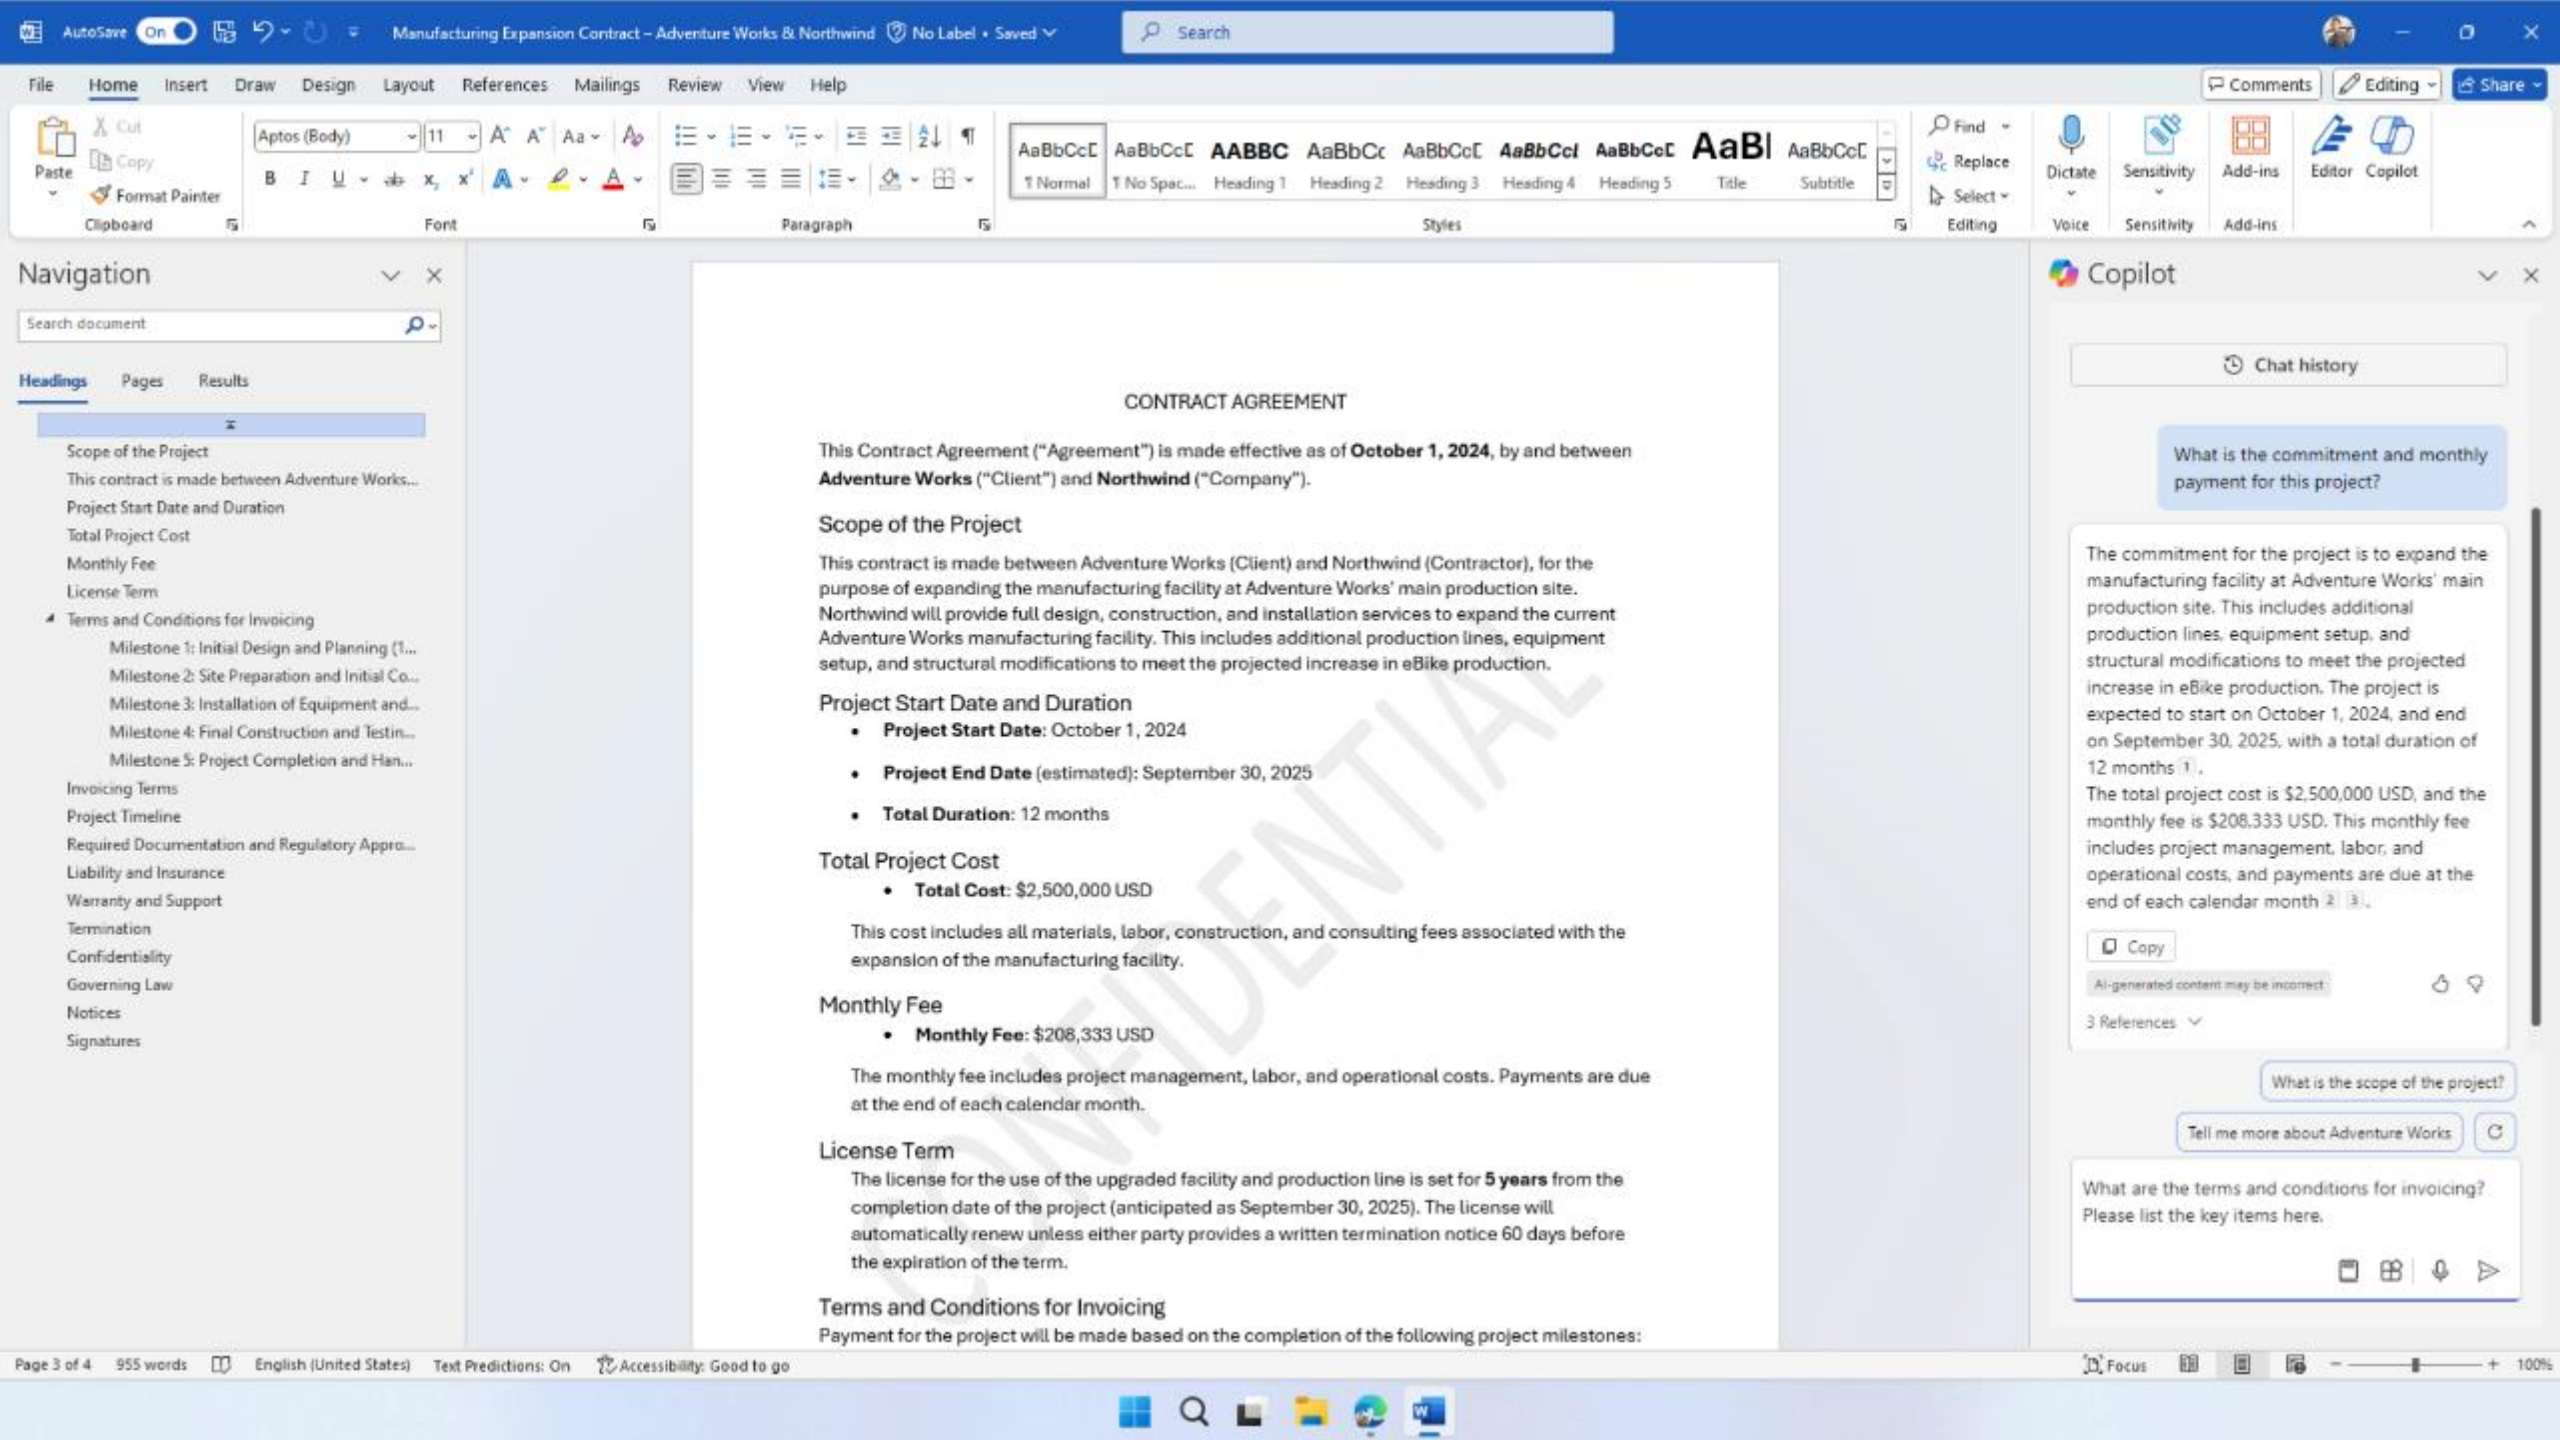 AutoSave On
Manufacturing Expansion Contract – Adventure Works & Northwind No Label • Saved
Search
File Home Insert Draw Design Layout References Mailings Review View Help
Comments Editing Share
Paste
Cut
Copy
Format Painter
Clipboard
Aptos (Body) 11
Font
Paragraph
AaBbCcD AaBbCcD AABBC AaBbCc AaBbCcD AaBbCcI AaBbCcD AaBl AaBbCcD
¶ Normal ¶ No Spac... Heading 1 Heading 2 Heading 3 Heading 4 Heading 5 Title Subtitle
Styles
Find
Replace
Select
Editing
Dictate
Voice
Sensitivity
Sensitivity
Add-ins
Add-ins
Editor Copilot
Navigation
Search document
Headings Pages Results
Scope of the Project
This contract is made between Adventure Works...
Project Start Date and Duration
Total Project Cost
Monthly Fee
License Term
Terms and Conditions for Invoicing
Milestone 1: Initial Design and Planning (1...
Milestone 2: Site Preparation and Initial Co...
Milestone 3: Installation of Equipment and...
Milestone 4: Final Construction and Testin...
Milestone 5: Project Completion and Han...
Invoicing Terms
Project Timeline
Required Documentation and Regulatory Appro...
Liability and Insurance
Warranty and Support
Termination
Confidentiality
Governing Law
Notices
Signatures
CONTRACT AGREEMENT
This Contract Agreement (“Agreement”) is made effective as of October 1, 2024, by and between
Adventure Works (“Client”) and Northwind (“Company”).
Scope of the Project
This contract is made between Adventure Works (Client) and Northwind (Contractor), for the
purpose of expanding the manufacturing facility at Adventure Works’ main production site.
Northwind will provide full design, construction, and installation services to expand the current
Adventure Works manufacturing facility. This includes additional production lines, equipment
setup, and structural modifications to meet the projected increase in eBike production.
Project Start Date and Duration
• Project Start Date: October 1, 2024
• Project End Date (estimated): September 30, 2025
• Total Duration: 12 months
Total Project Cost
• Total Cost: $2,500,000 USD
This cost includes all materials, labor, construction, and consulting fees associated with the
expansion of the manufacturing facility.
Monthly Fee
• Monthly Fee: $208,333 USD
The monthly fee includes project management, labor, and operational costs. Payments are due
at the end of each calendar month.
License Term
The license for the use of the upgraded facility and production line is set for 5 years from the
completion date of the project (anticipated as September 30, 2025). The license will
automatically renew unless either party provides a written termination notice 60 days before
the expiration of the term.
Terms and Conditions for Invoicing
Payment for the project will be made based on the completion of the following project milestones:
CONFIDENTIAL
Copilot
Chat history
What is the commitment and monthly
payment for this project?
The commitment for the project is to expand the
manufacturing facility at Adventure Works' main
production site. This includes additional
production lines, equipment setup, and
structural modifications to meet the projected
increase in eBike production. The project is
expected to start on October 1, 2024, and end
on September 30, 2025, with a total duration of
12 months 1 .
The total project cost is $2,500,000 USD, and the
monthly fee is $208,333 USD. This monthly fee
includes project management, labor, and
operational costs, and payments are due at the
end of each calendar month 2 3 .
Copy
AI-generated content may be incorrect
3 References
What is the scope of the project?
Tell me more about Adventure Works
What are the terms and conditions for invoicing?
Please list the key items here.
Page 3 of 4 955 words English (United States) Text Predictions: On Accessibility: Good to go
Focus 100%